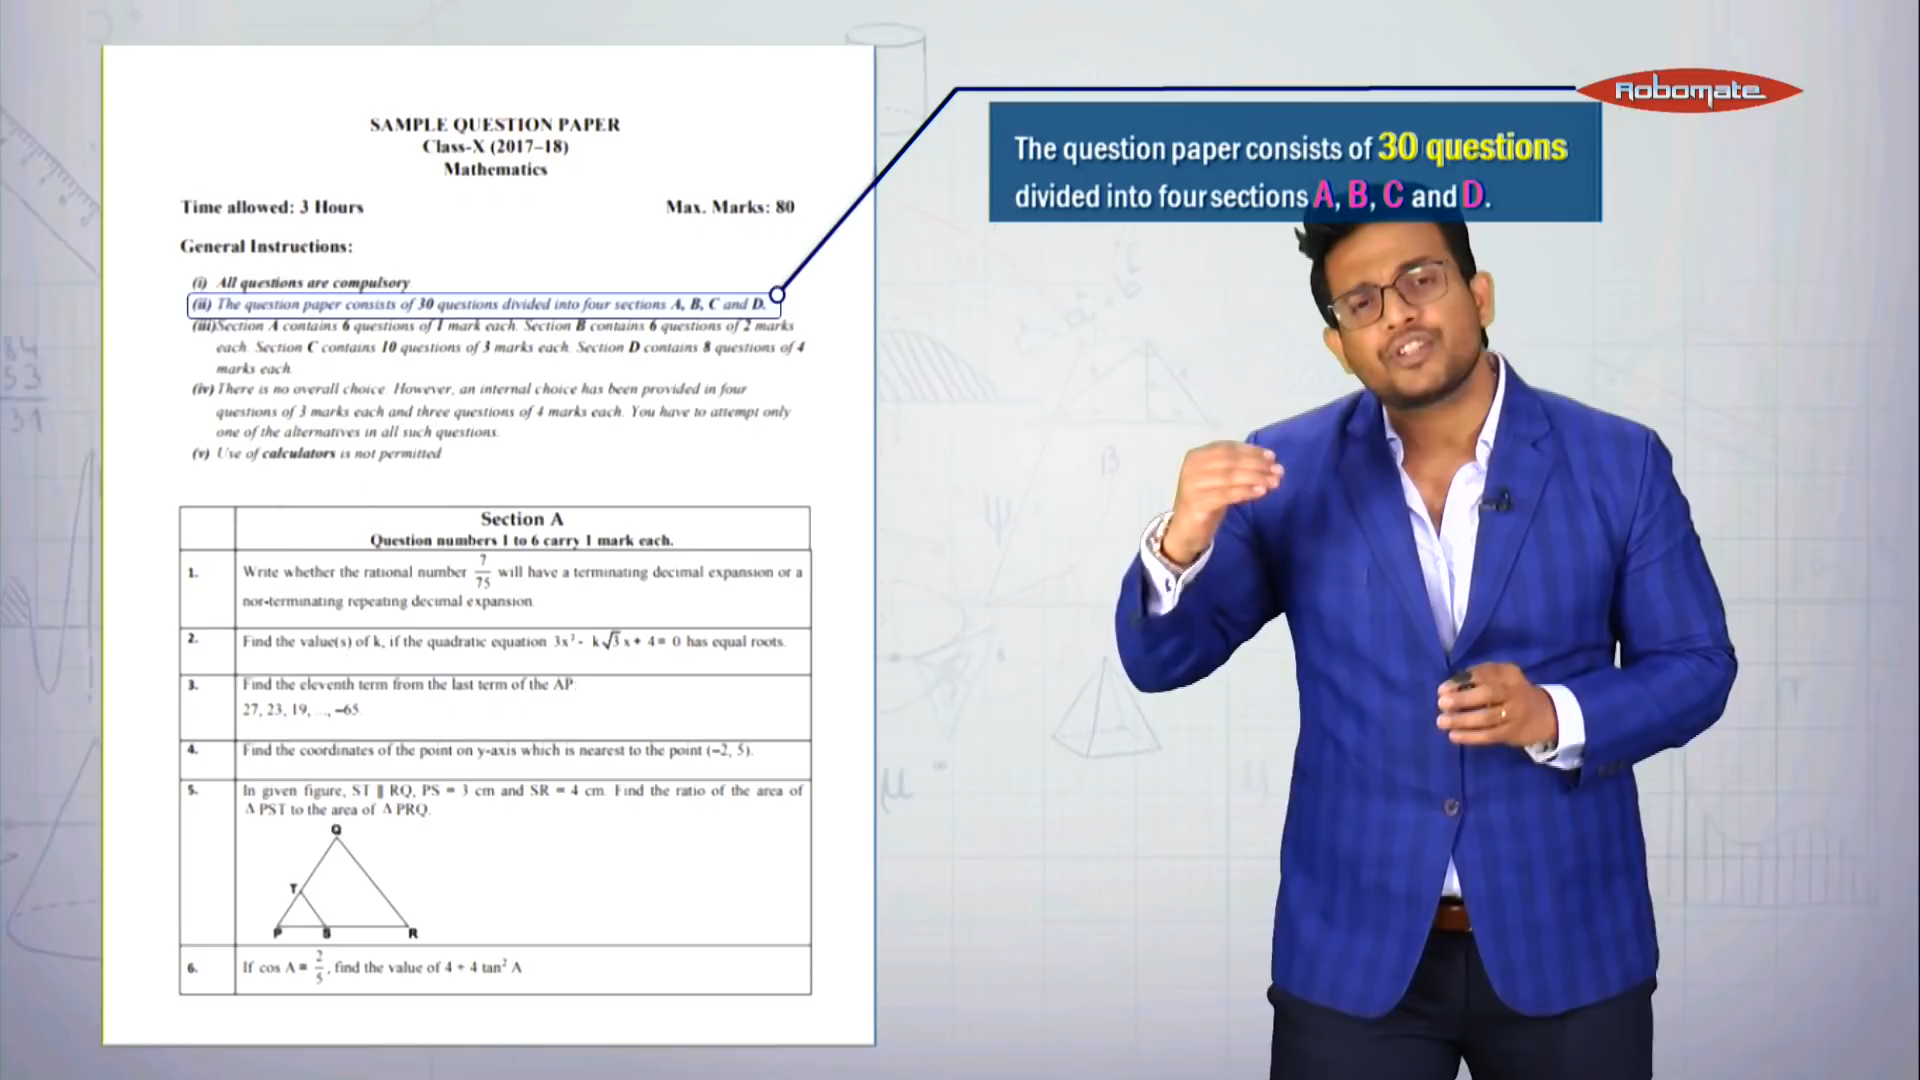 SAMPLE QUESTION PAPER
Class-X (2017–18)
Mathematics
Time allowed: 3 Hours Max. Marks: 80
General Instructions:
(i) All questions are compulsory
(ii) The question paper consists of 30 questions divided into four sections A, B, C and D.
(iii)Section A contains 6 questions of 1 mark each. Section B contains 6 questions of 2 marks
each. Section C contains 10 questions of 3 marks each. Section D contains 8 questions of 4
marks each.
(iv) There is no overall choice. However, an internal choice has been provided in four
questions of 3 marks each and three questions of 4 marks each. You have to attempt only
one of the alternatives in all such questions.
(v) Use of calculators is not permitted
Section A
Question numbers 1 to 6 carry 1 mark each.
1. Write whether the rational number 7/75 will have a terminating decimal expansion or a
nor-terminating repeating decimal expansion.
2. Find the value(s) of k, if the quadratic equation 3x² - k√3 x + 4 = 0 has equal roots.
3. Find the eleventh term from the last term of the AP:
27, 23, 19, ..., –65.
4. Find the coordinates of the point on y-axis which is nearest to the point (–2, 5).
5. In given figure, ST ∥ RQ, PS = 3 cm and SR = 4 cm. Find the ratio of the area of
Δ PST to the area of Δ PRQ.
Q
T
P S R
6. If cos A = 2/5, find the value of 4 + 4 tan² A
Robomate
The question paper consists of 30 questions
divided into four sections A, B, C and D.